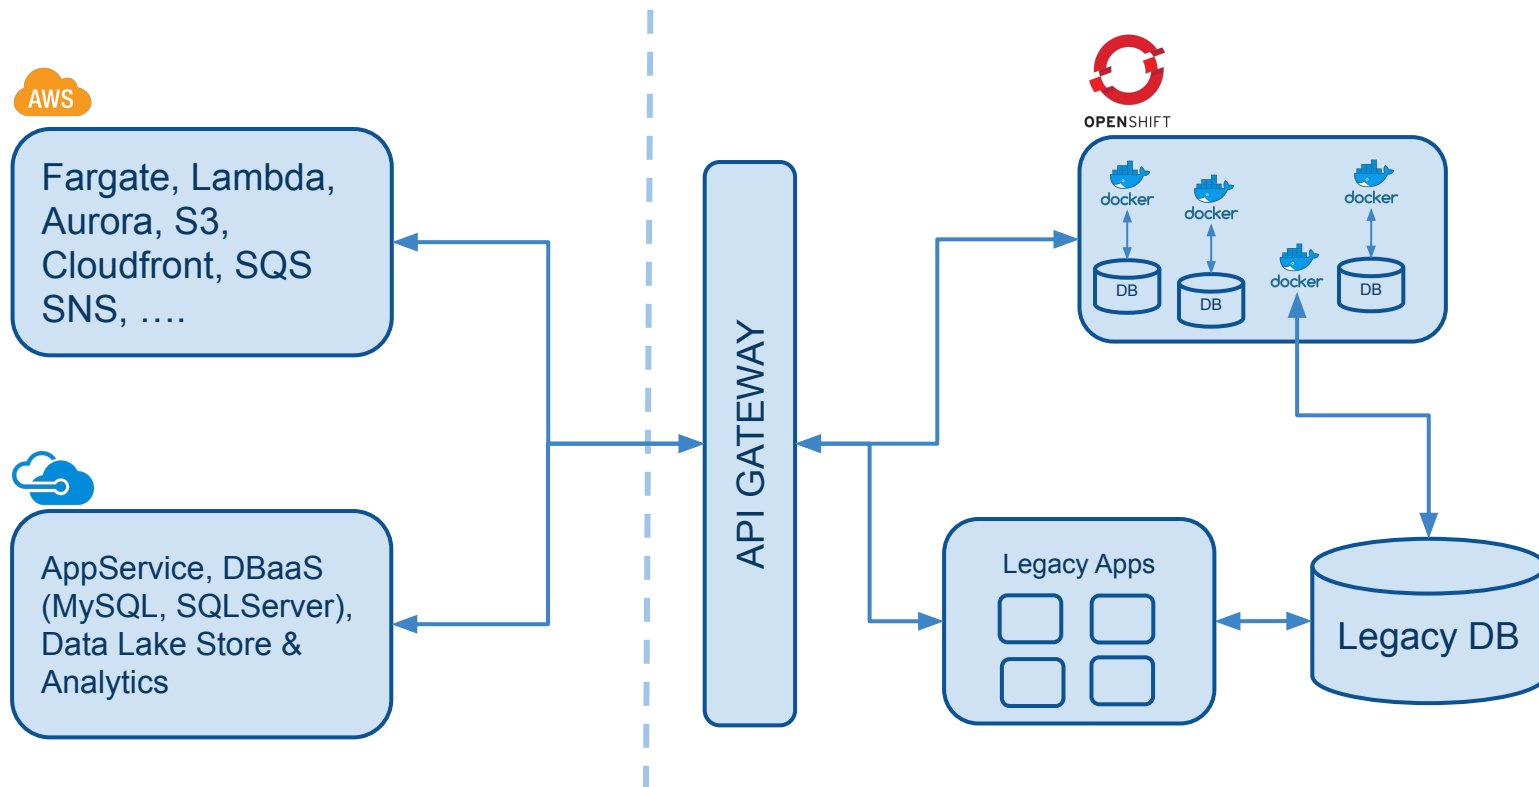 AWS
Fargate, Lambda,
Aurora, S3,
Cloudfront, SQS
SNS, ….
AppService, DBaaS
(MySQL, SQLServer),
Data Lake Store &
Analytics
API GATEWAY
OPENSHIFT
docker
docker
docker
docker
DB
DB
DB
Legacy Apps
Legacy DB